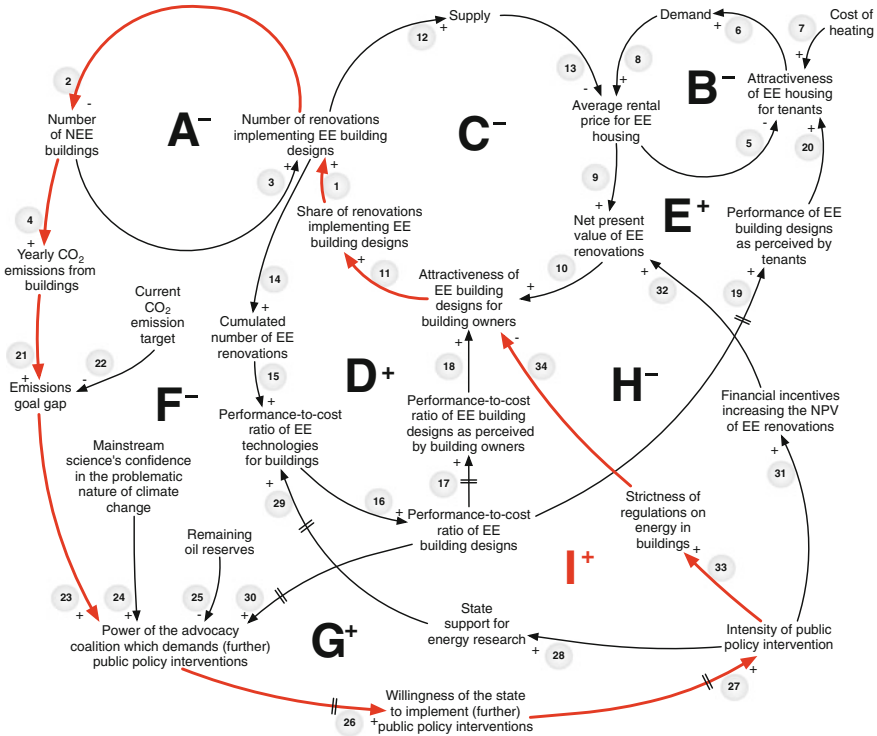 Supply
Demand
Cost of
heating
12
+
6
+
7
+
2
-
13
-
8
+
B-
A-
C-
Number
of NEE
buildings
Number of renovations
implementing EE building
designs
Average rental
price for EE
housing
Attractiveness
of EE housing
for tenants
3
+
1
+
5
-
20
+
9
+
E+
4
+
Share of renovations
implementing EE
building designs
Net present
value of EE
renovations
Performance of EE
building designs
as perceived by
tenants
Yearly CO2
emissions from
buildings
11
+
10
+
32
+
19
+
14
+
Current
CO2
emission
target
Attractiveness of
EE building
designs for
building owners
Cumulated
number of EE
renovations
21
+
22
-
18
+
34
-
15
+
D+
H-
Emissions
goal gap
F-
Performance-to-cost
ratio of EE
technologies
for buildings
Performance-to-cost
ratio of EE building
designs as perceived
by building owners
Financial incentives
increasing the NPV
of EE renovations
Mainstream
science's confidence
in the problematic
nature of climate
change
29
+
17
+
31
+
16
+
Strictness of
regulations on
energy in
buildings
Performance-to-cost
ratio of EE
building designs
Remaining
oil reserves
I+
33
+
23
+
24
+
25
-
30
+
Power of the advocacy
coalition which demands (further)
public policy interventions
G+
State
support for
energy research
28
+
Intensity of public
policy intervention
Willingness of the state
to implement (further)
public policy interventions
26
+
27
+